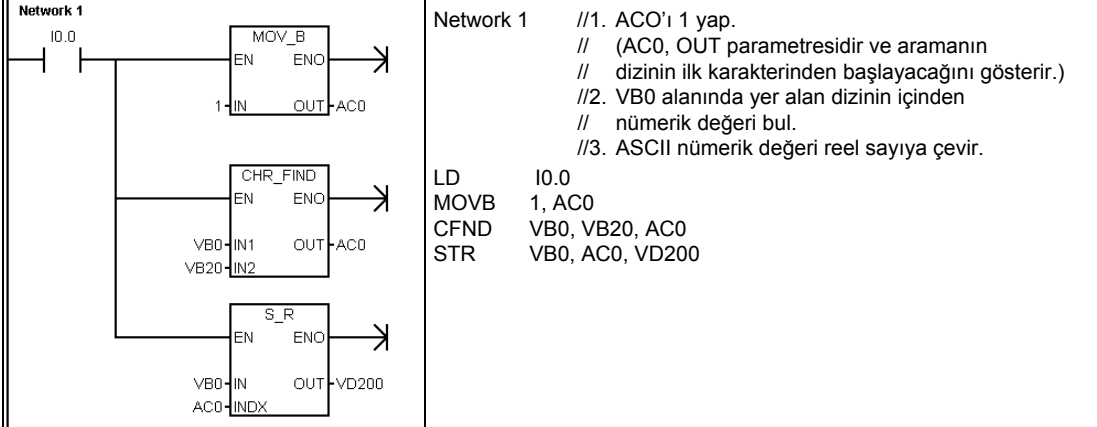 Network 1
I0.0
MOV_B
EN ENO
1 IN OUT AC0
CHR_FIND
EN ENO
VB0 IN1 OUT AC0
VB20 IN2
S_R
EN ENO
VB0 IN OUT VD200
AC0 INDX
Network 1 //1. ACO’ı 1 yap.
// (AC0, OUT parametresidir ve aramanın
// dizinin ilk karakterinden başlayacağını gösterir.)
//2. VB0 alanında yer alan dizinin içinden
// nümerik değeri bul.
//3. ASCII nümerik değeri reel sayıya çevir.
LD I0.0
MOVB 1, AC0
CFND VB0, VB20, AC0
STR VB0, AC0, VD200